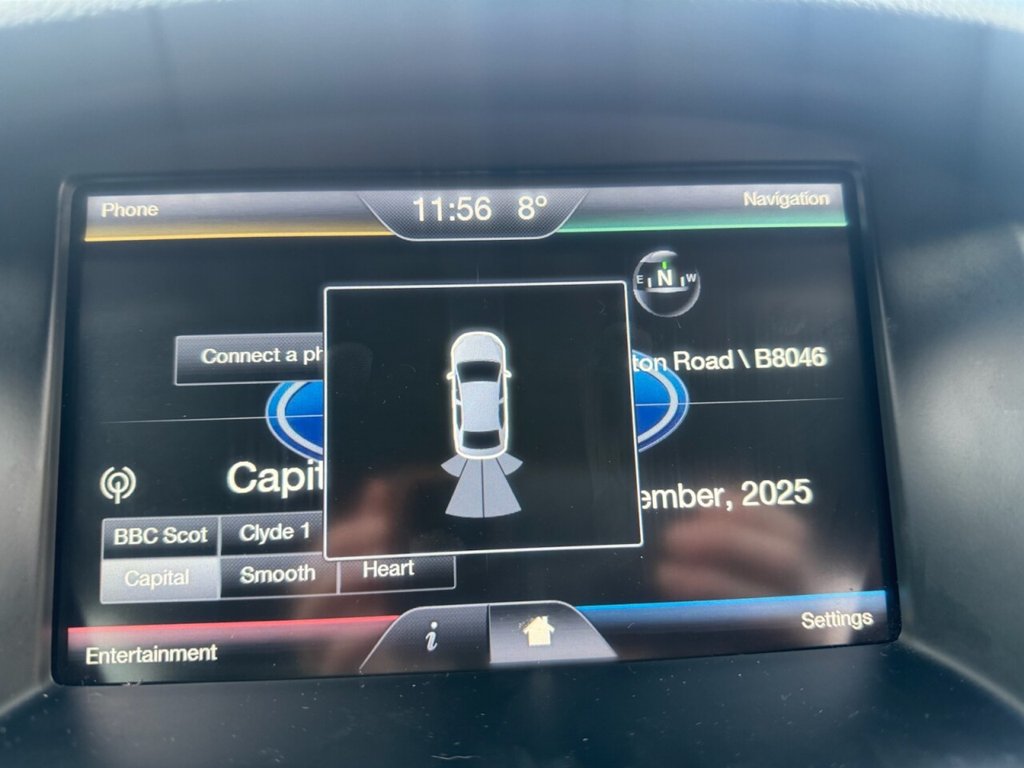 Phone
11:56 8°
Navigation
E N W
Connect a ph
ton Road \ B8046
Capit
ember, 2025
BBC Scot
Clyde 1
Capital
Smooth
Heart
Entertainment
i
Settings